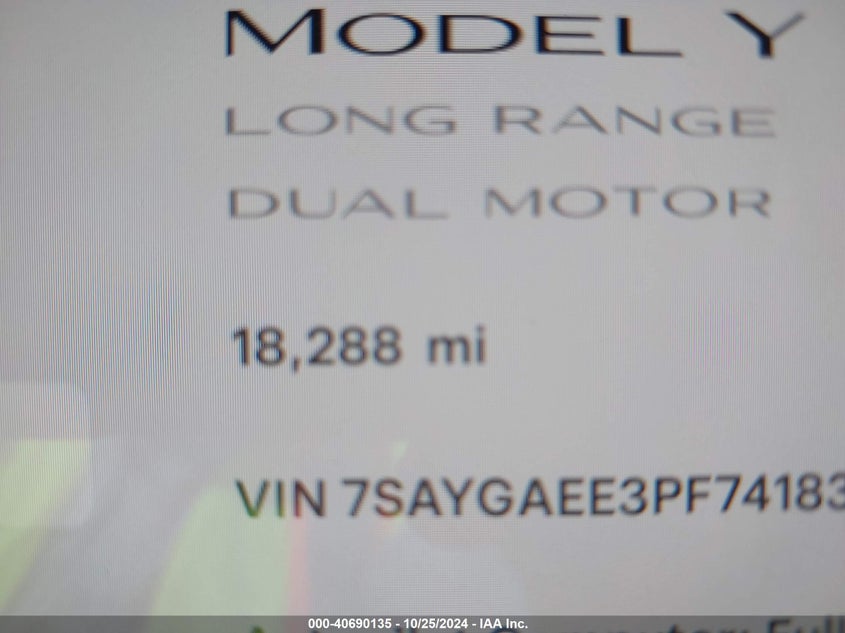 MODEL Y
LONG RANGE
DUAL MOTOR
18,288 mi
VIN 7SAYGAEE3PF74183
000-40690135 - 10/25/2024 - IAA Inc.